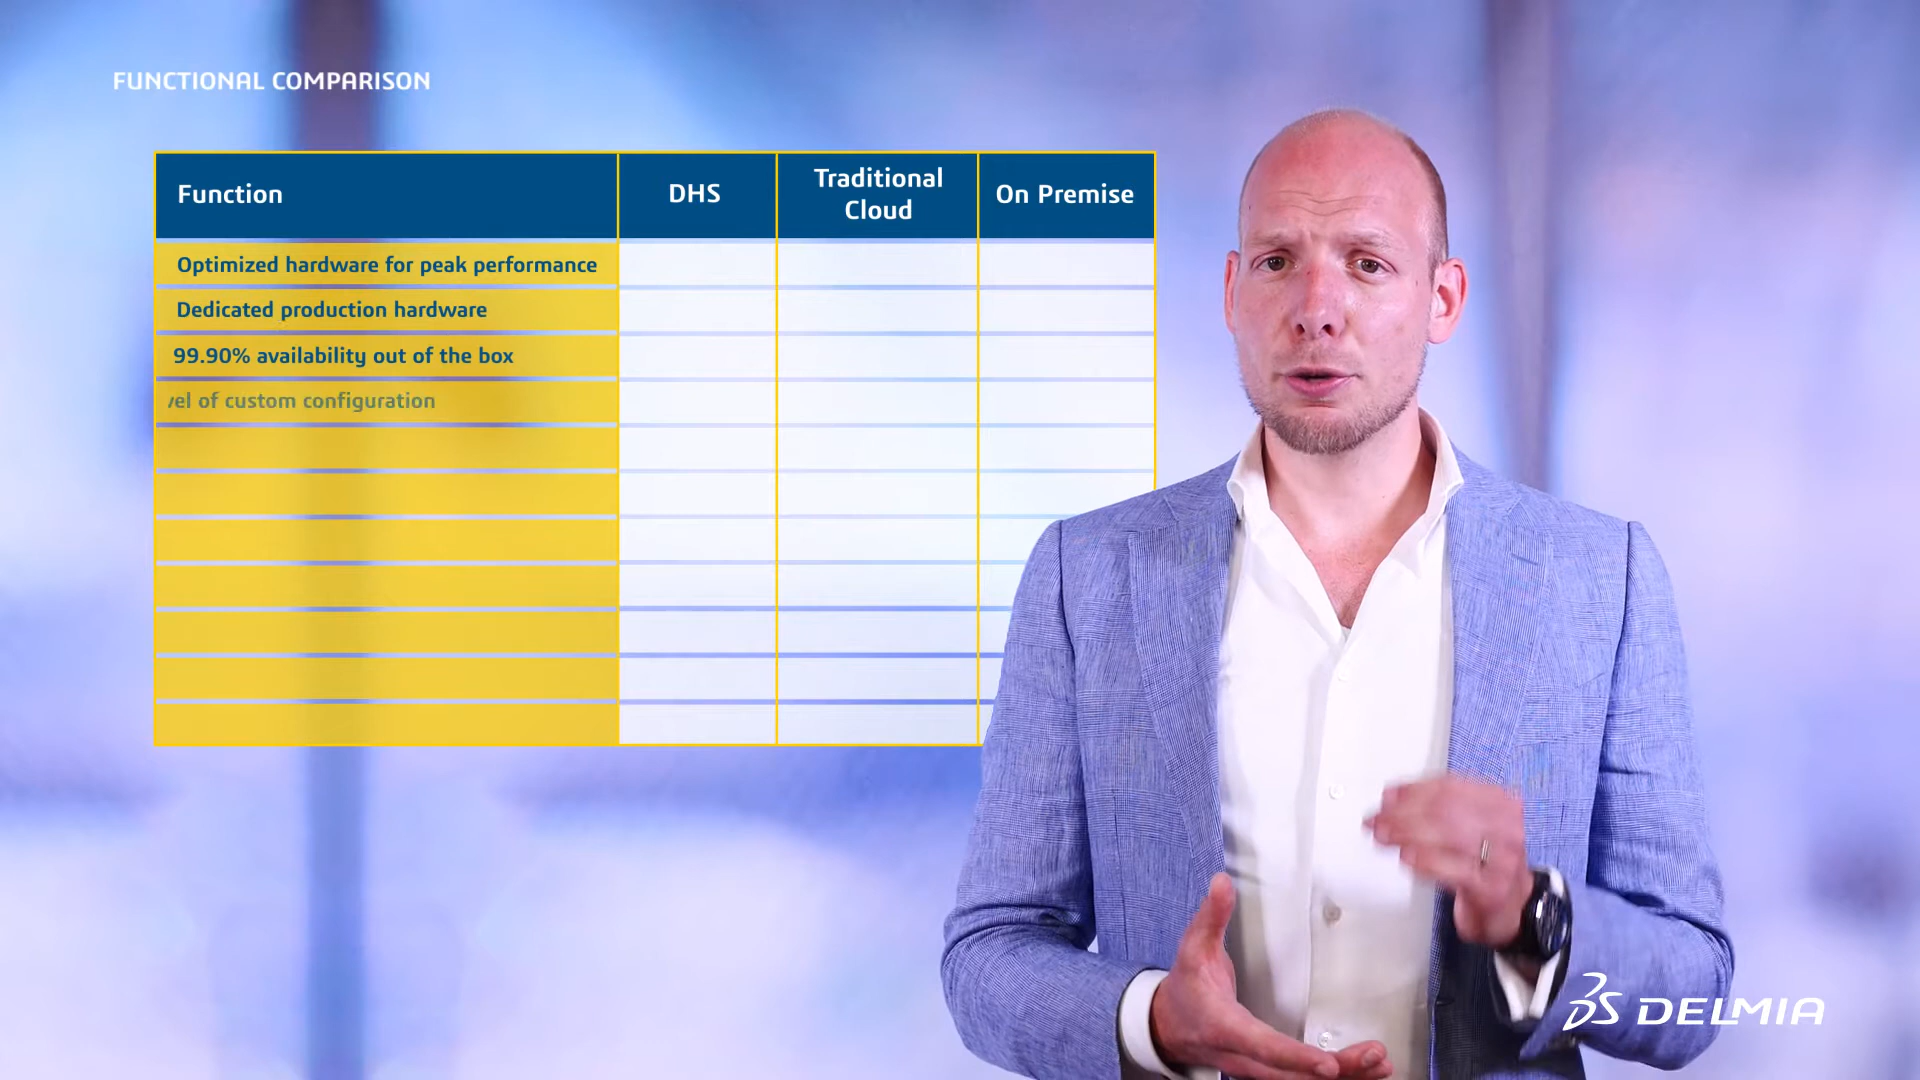 FUNCTIONAL COMPARISON
Function
DHS
Traditional
Cloud
On Premise
Optimized hardware for peak performance
Dedicated production hardware
99.90% availability out of the box
vel of custom configuration
DELMIA